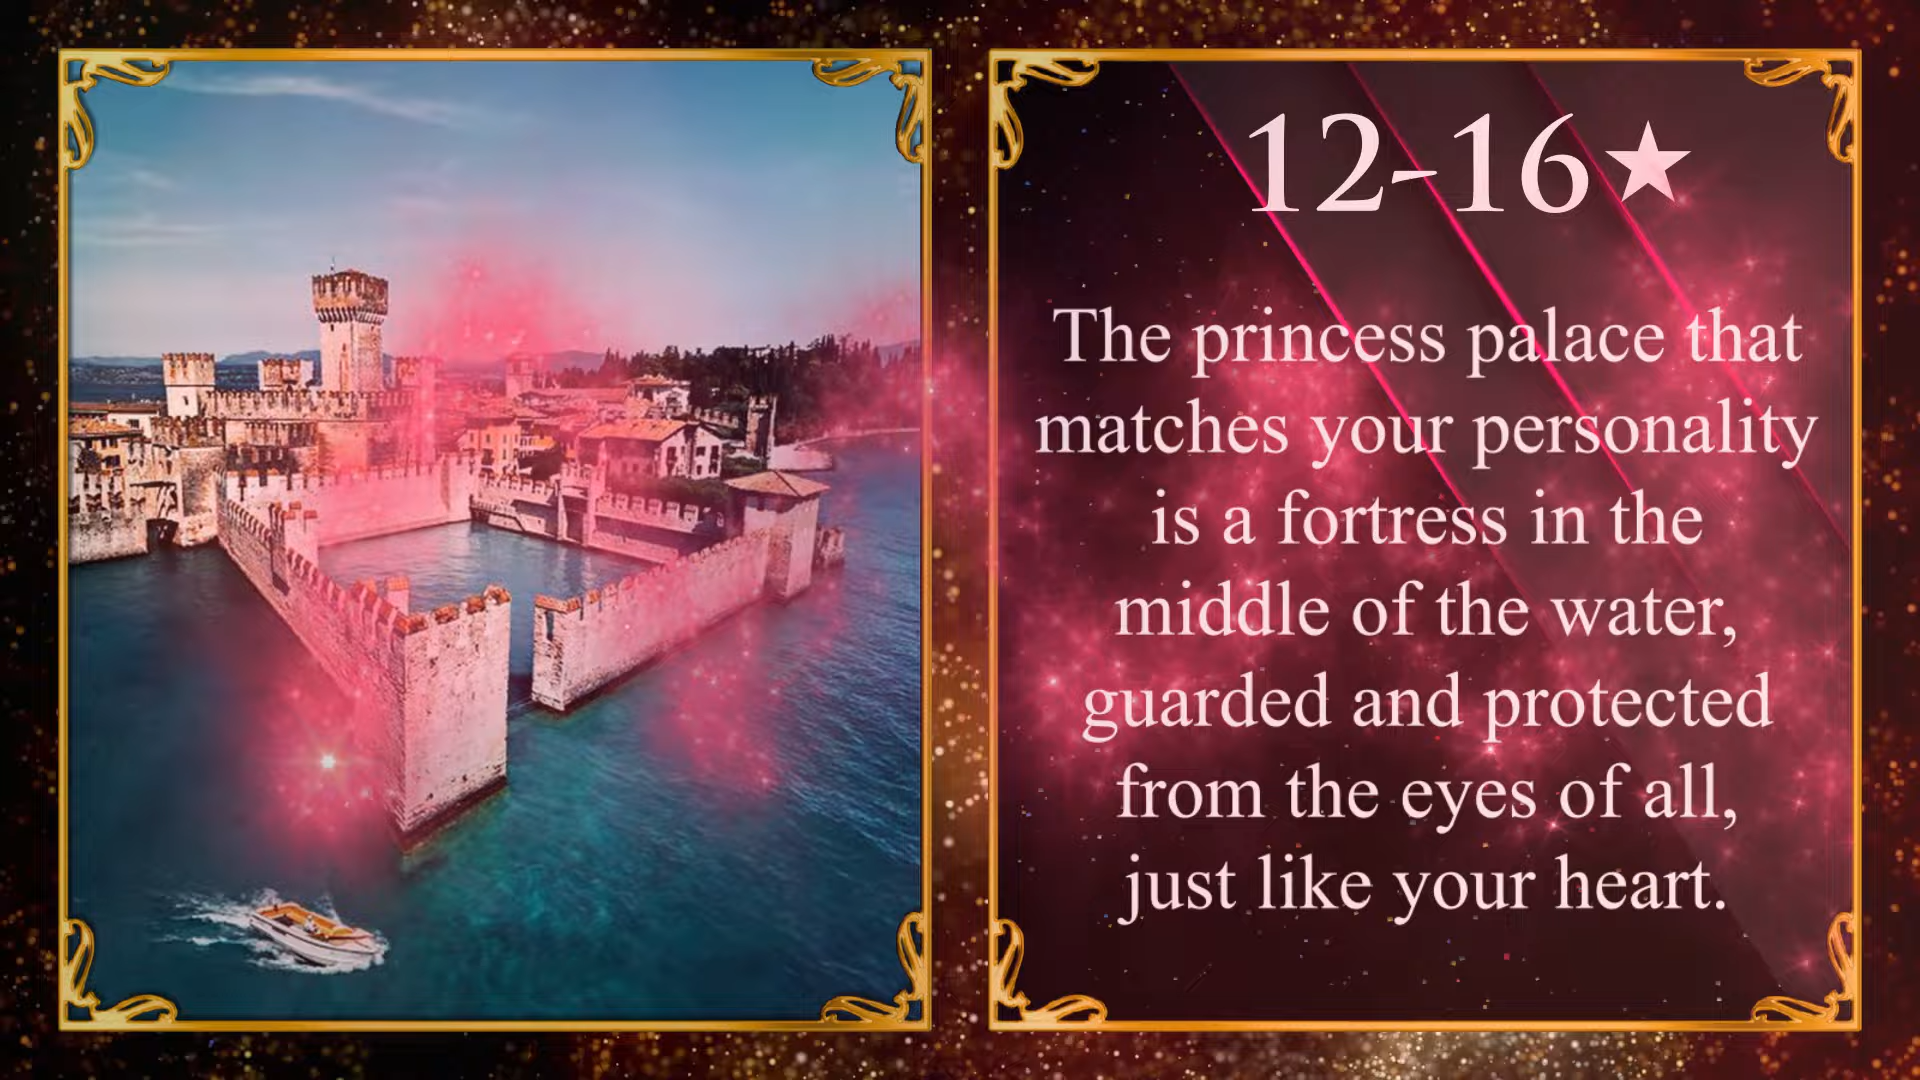 12-16★
The princess palace that
matches your personality
is a fortress in the
middle of the water,
guarded and protected
from the eyes of all,
just like your heart.